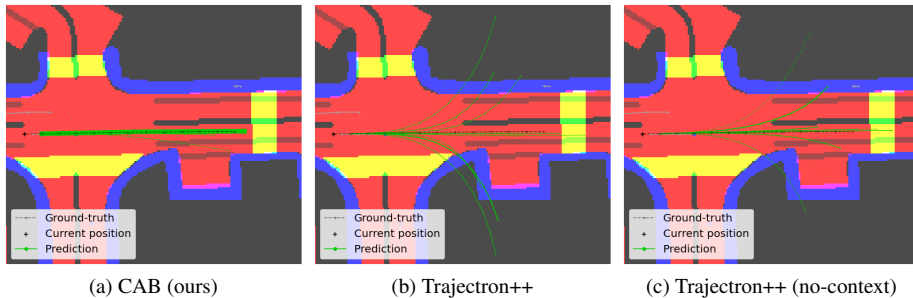 Ground-truth
Current position
Prediction
Ground-truth
Current position
Prediction
Ground-truth
Current position
Prediction
(a) CAB (ours)
(b) Trajectron++
(c) Trajectron++ (no-context)